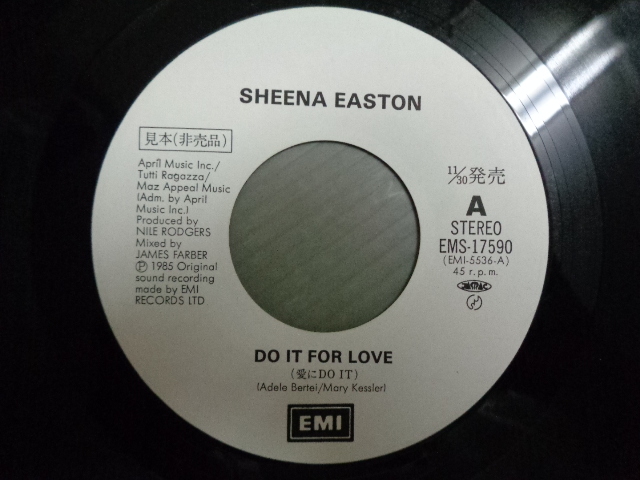 SHEENA EASTON
見本(非売品)
April Music Inc./
Tutti Ragazza/
Maz Appeal Music
(Adm. by April
Music Inc.)
Produced by
NILE RODGERS
Mixed by
JAMES FARBER
Ⓟ 1985 Original
sound recording
made by EMI
RECORDS LTD
11/30発売
A
STEREO
EMS-17590
(EMI-5536-A)
45 r.p.m.
DO IT FOR LOVE
(愛にDO IT)
(Adele Bertei/Mary Kessler)
EMI